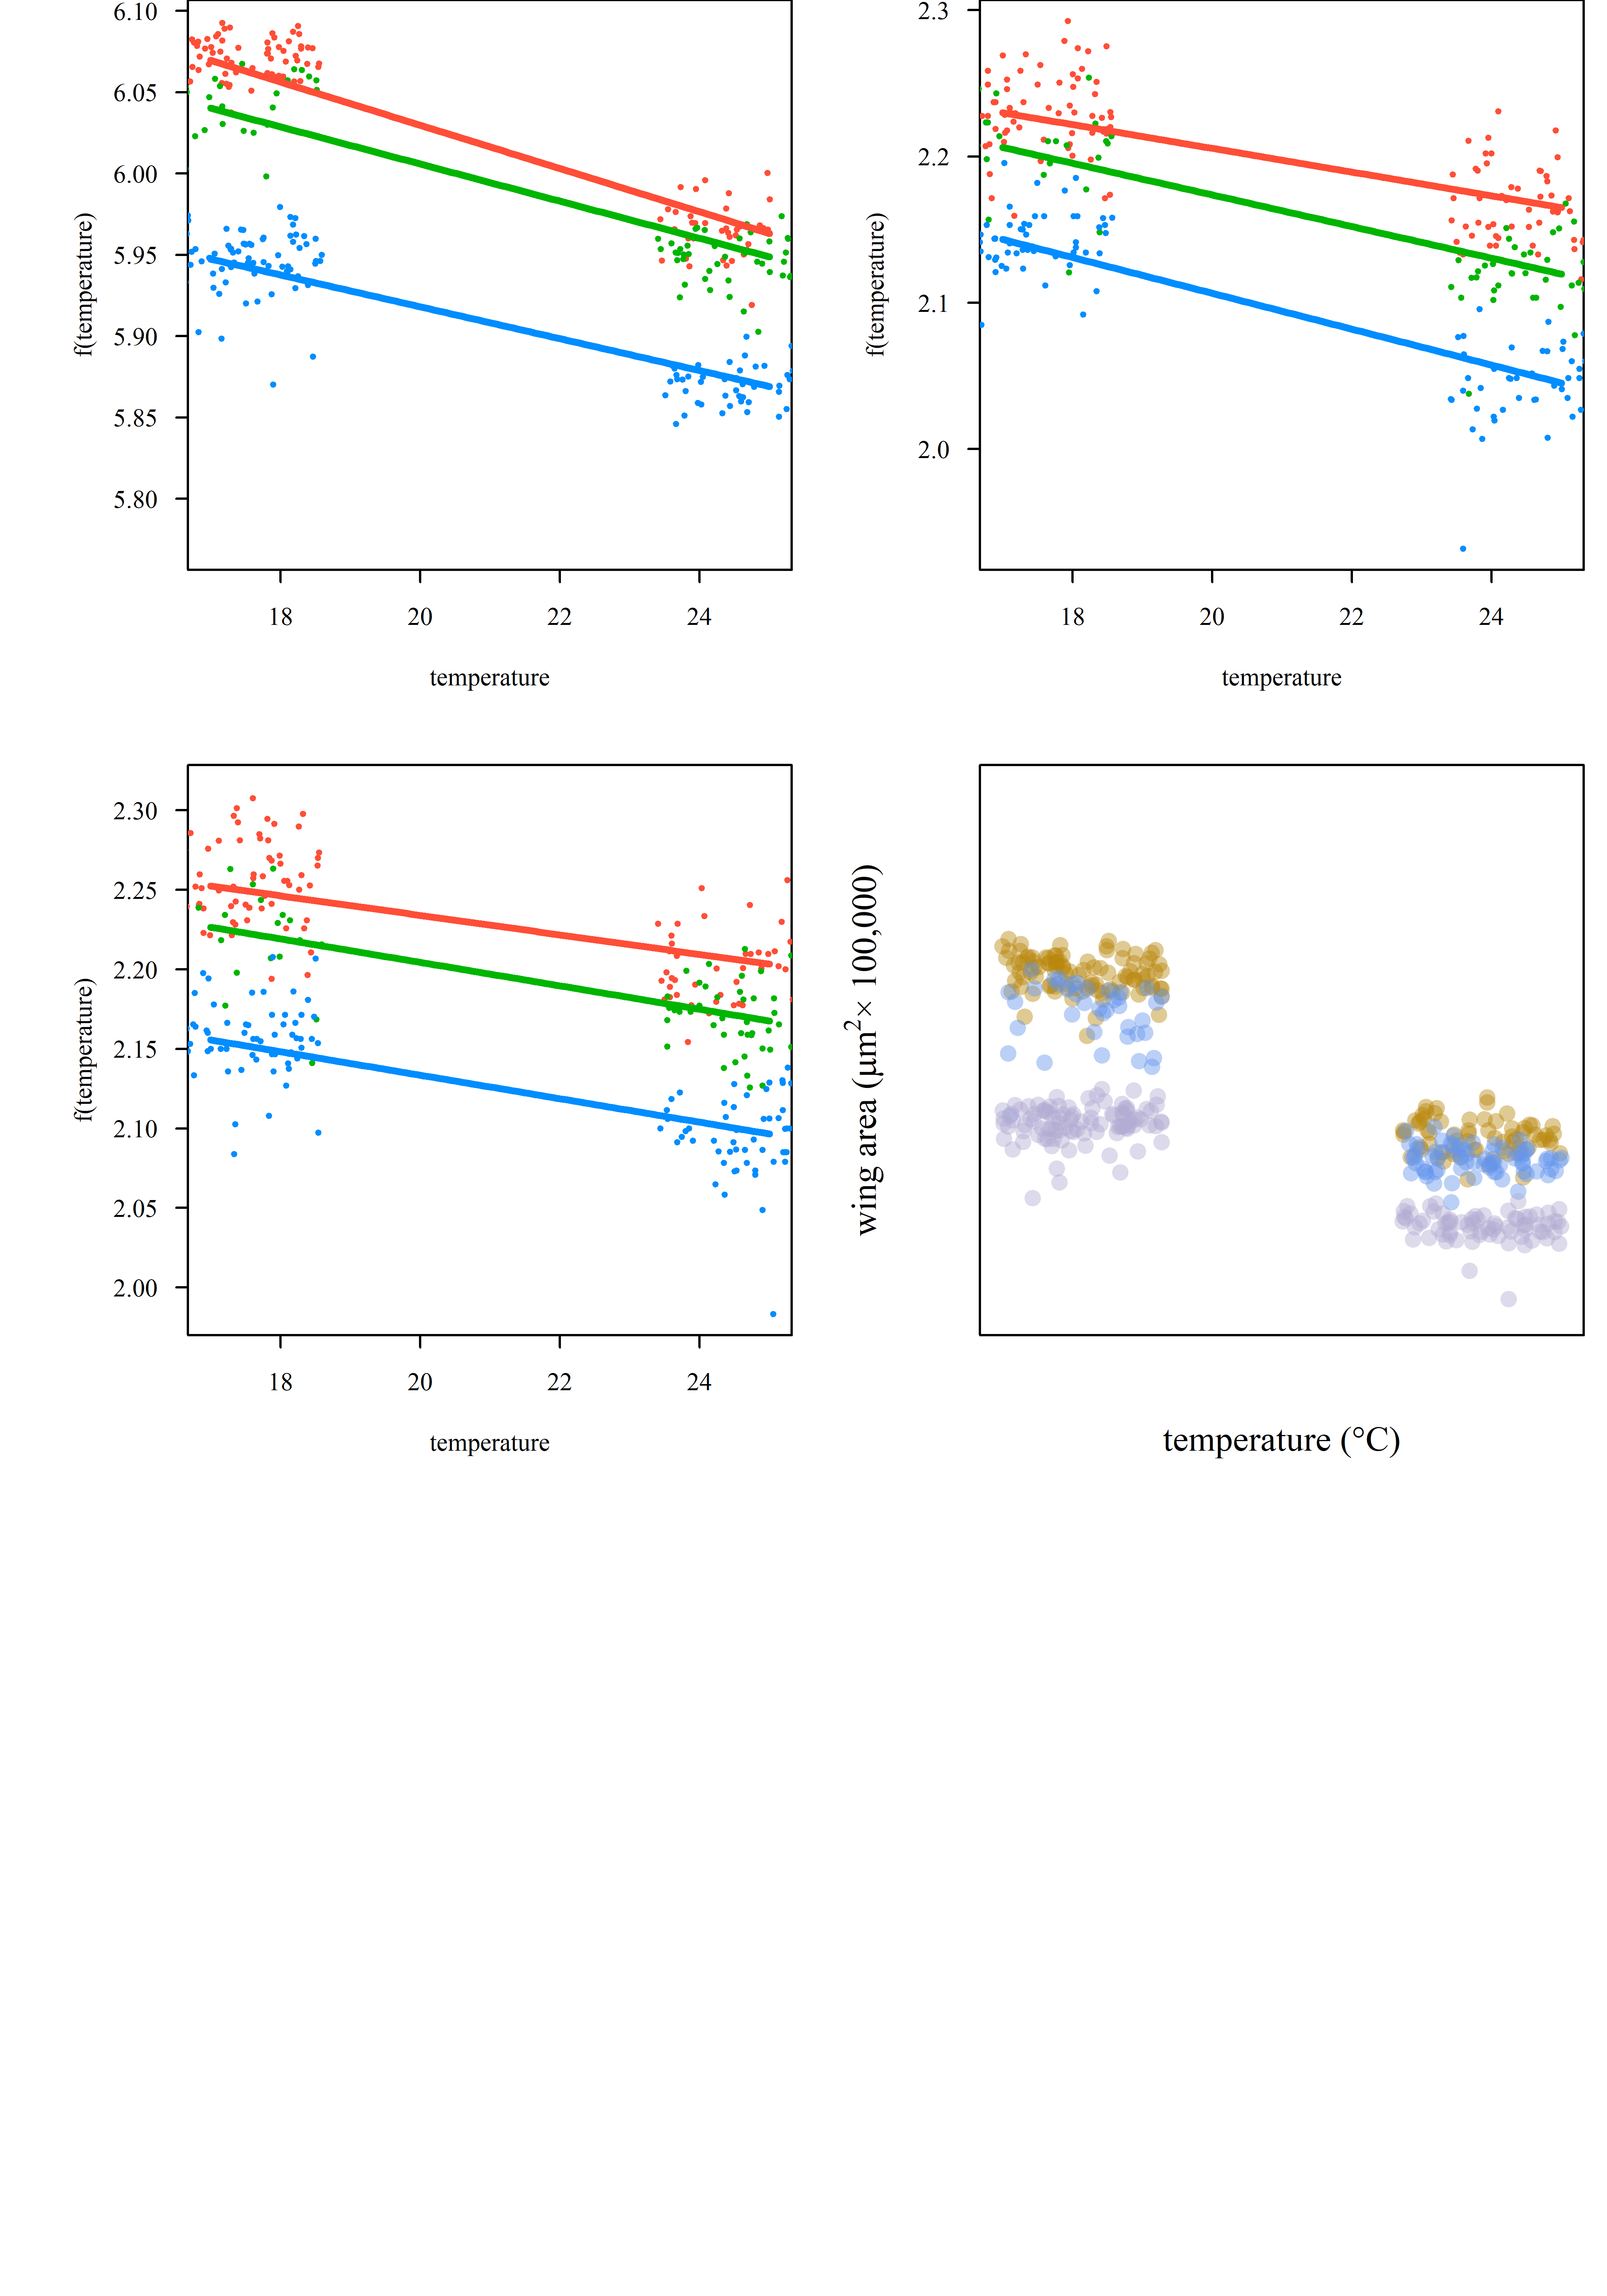 6.10
6.05
6.00
5.95
5.90
5.85
5.80
f(temperature)
18 20 22 24
temperature
2.3
2.2
2.1
2.0
f(temperature)
18 20 22 24
temperature
2.30
2.25
2.20
2.15
2.10
2.05
2.00
f(temperature)
18 20 22 24
temperature
wing area (μm²× 100,000)
temperature (°C)